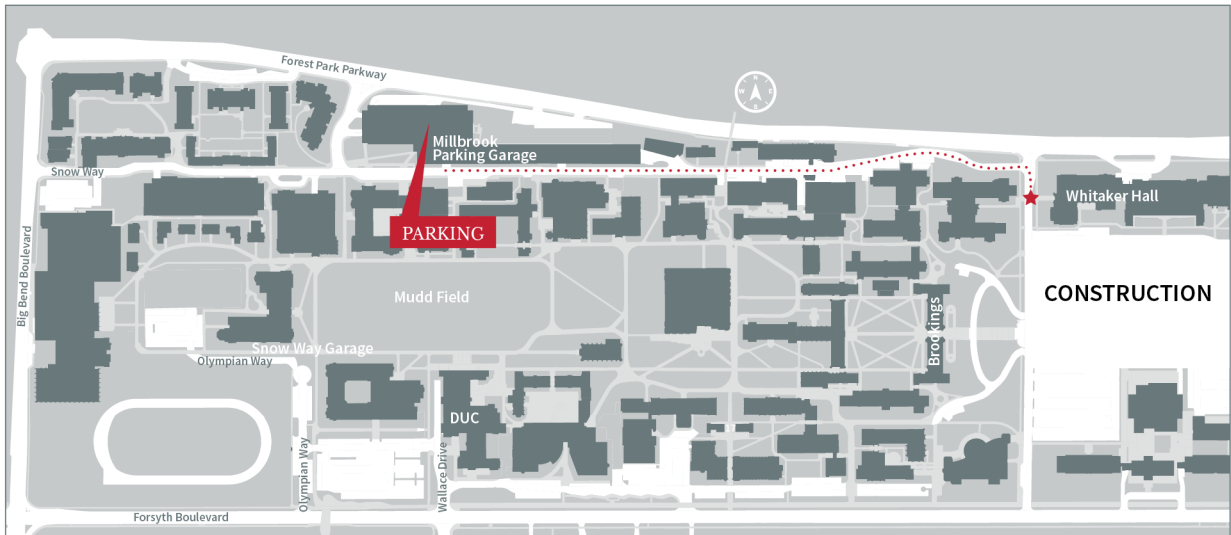 Forest Park Parkway
N
W
E
S
Millbrook
Parking Garage
Snow Way
Whitaker Hall
PARKING
Big Bend Boulevard
Mudd Field
CONSTRUCTION
Brookings
Snow Way Garage
Olympian Way
DUC
Olympian Way
Wallace Drive
Forsyth Boulevard